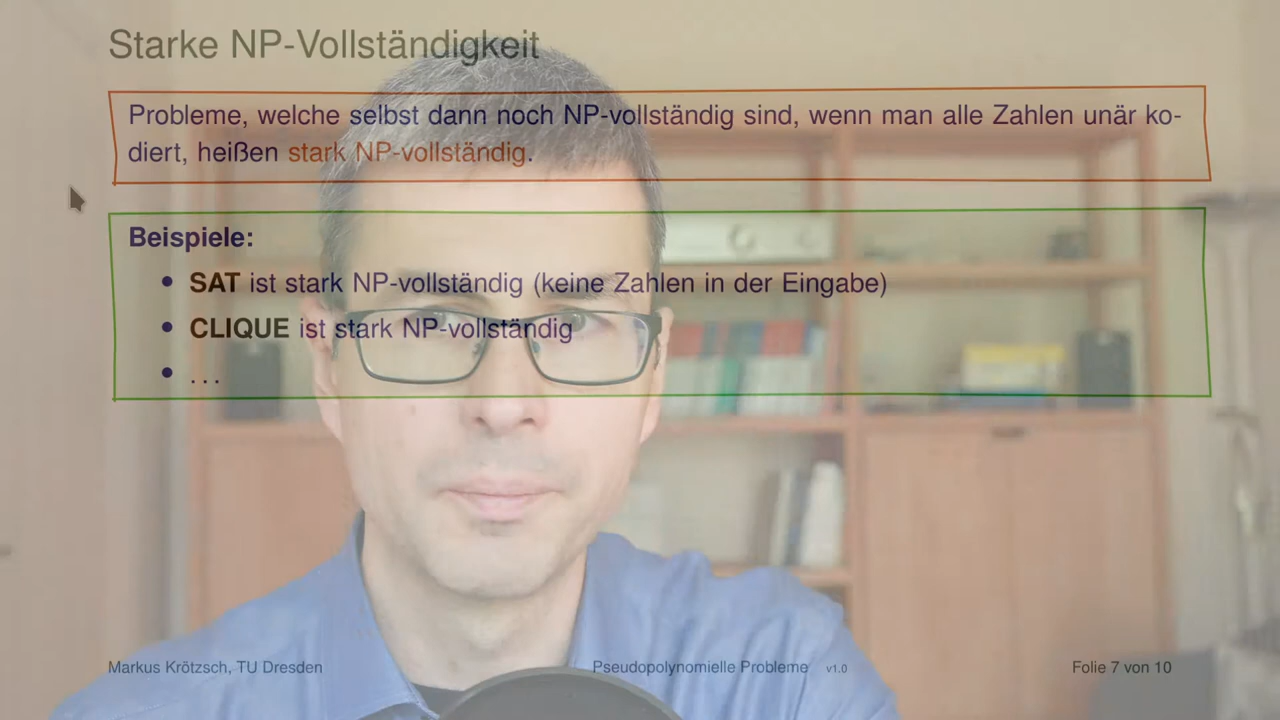 Starke NP-Vollständigkeit
Probleme, welche selbst dann noch NP-vollständig sind, wenn man alle Zahlen unär ko-
diert, heißen stark NP-vollständig.
Beispiele:
• SAT ist stark NP-vollständig (keine Zahlen in der Eingabe)
• CLIQUE ist stark NP-vollständig
• ...
Markus Krötzsch, TU Dresden Pseudopolynomielle Probleme v1.0 Folie 7 von 10